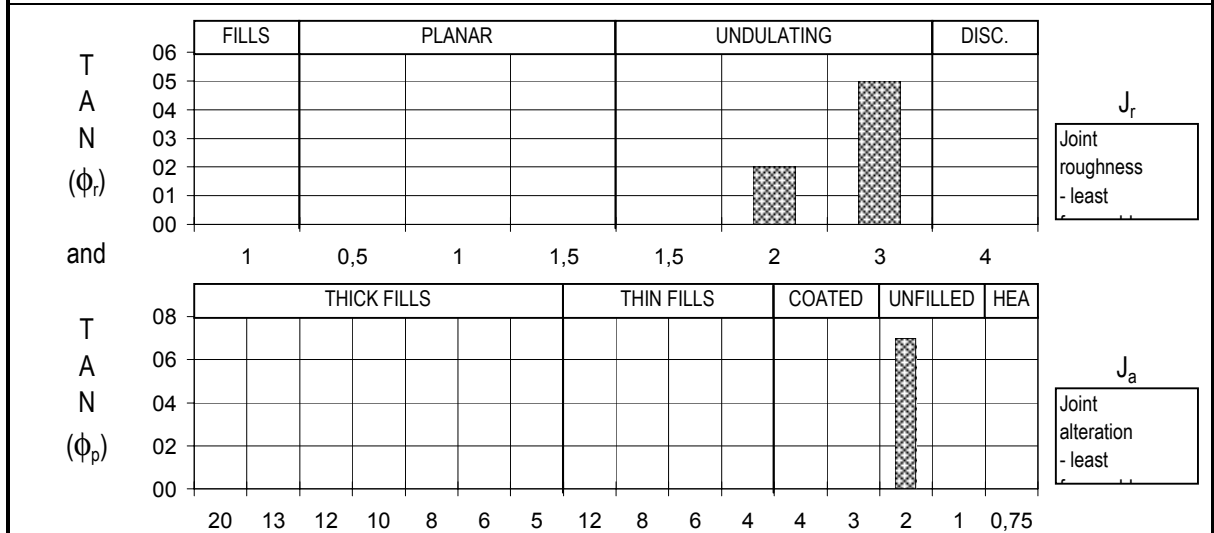 FILLS PLANAR UNDULATING DISC.
T
A
N
(ϕr)
06
05
04
03
02
01
00
Jr
Joint
roughness
- least
and
1 0,5 1 1,5 1,5 2 3 4
THICK FILLS THIN FILLS COATED UNFILLED HEA
T
A
N
(ϕp)
08
06
04
02
00
Ja
Joint
alteration
- least
20 13 12 10 8 6 5 12 8 6 4 4 3 2 1 0,75